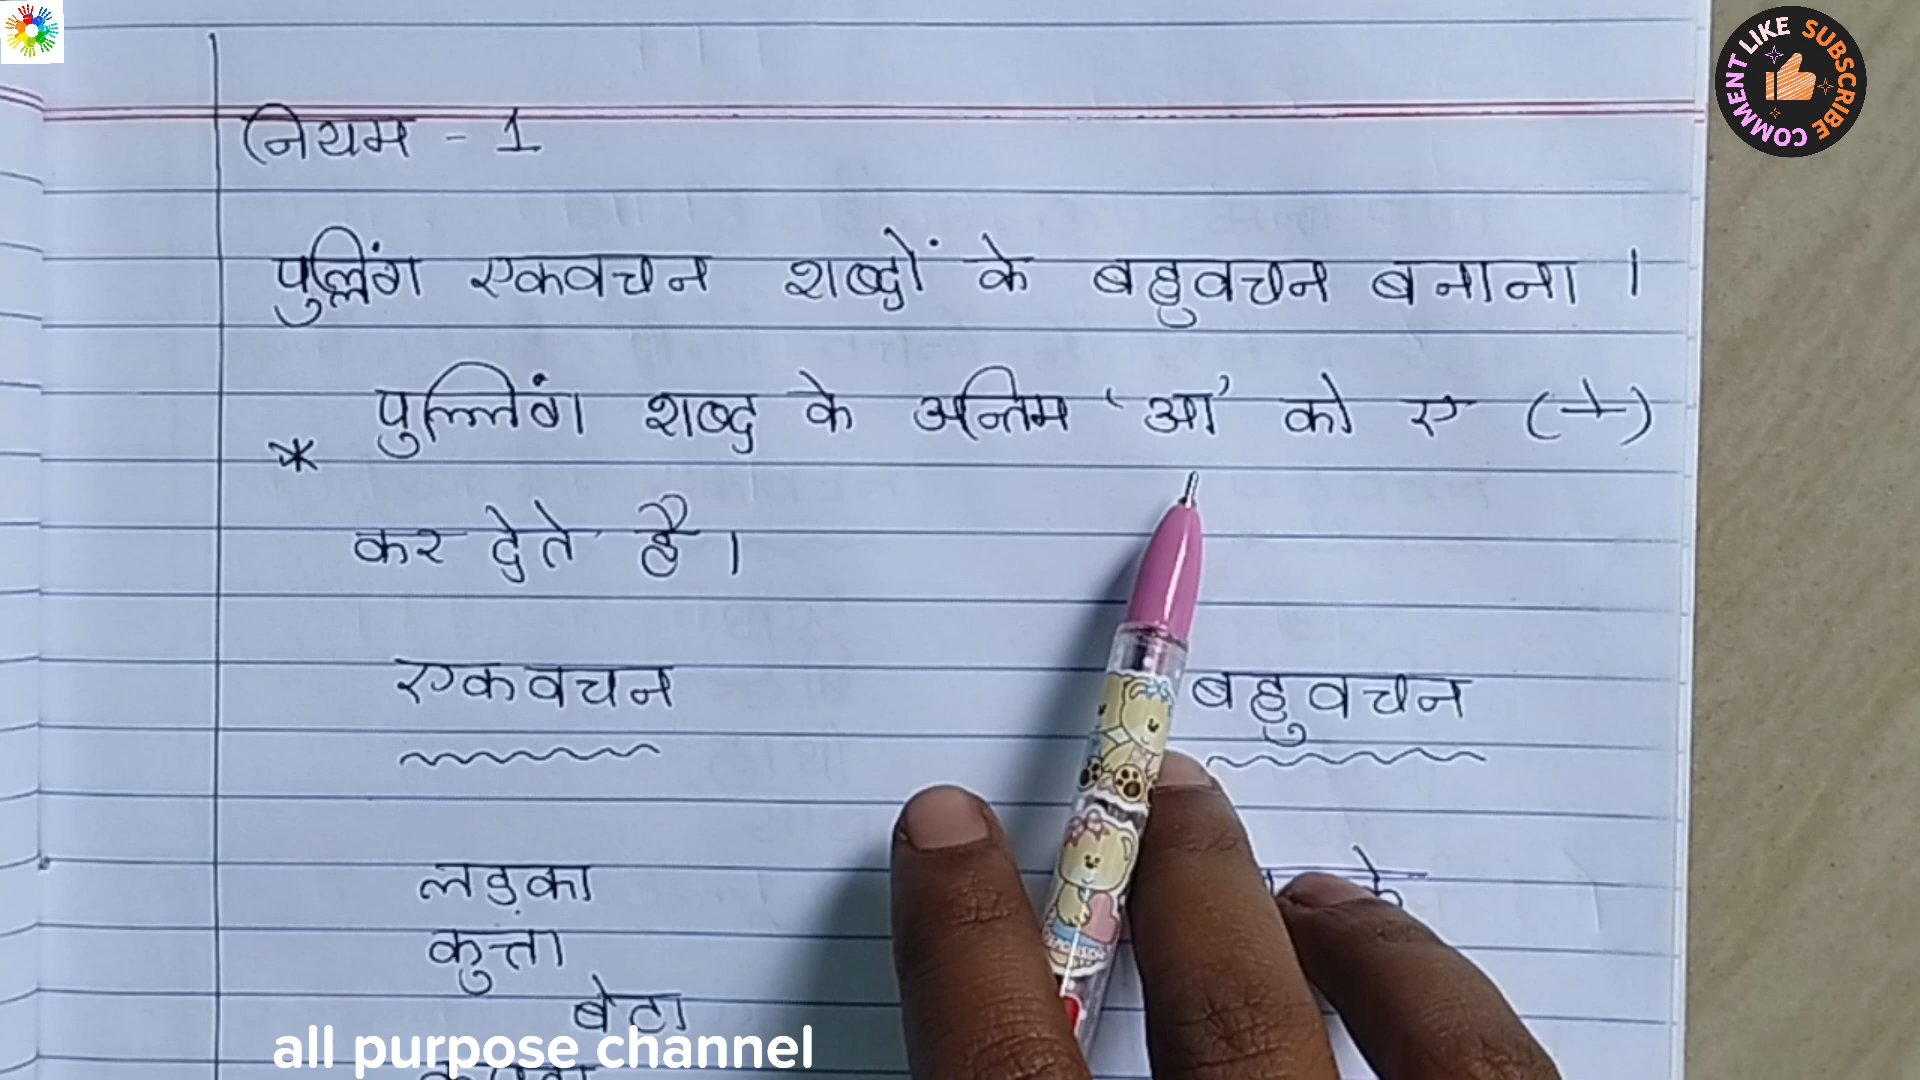 LIKE SUBSCRIBE COMMENT
नियम - 1
पुल्लिंग एकवचन शब्दों के बहुवचन बनाना ।
* पुल्लिंग शब्द के अन्तिम 'आ' को ए (े)
कर देते है ।
एकवचन बहुवचन
लड़का
कुत्ता
बेटा
all purpose channel